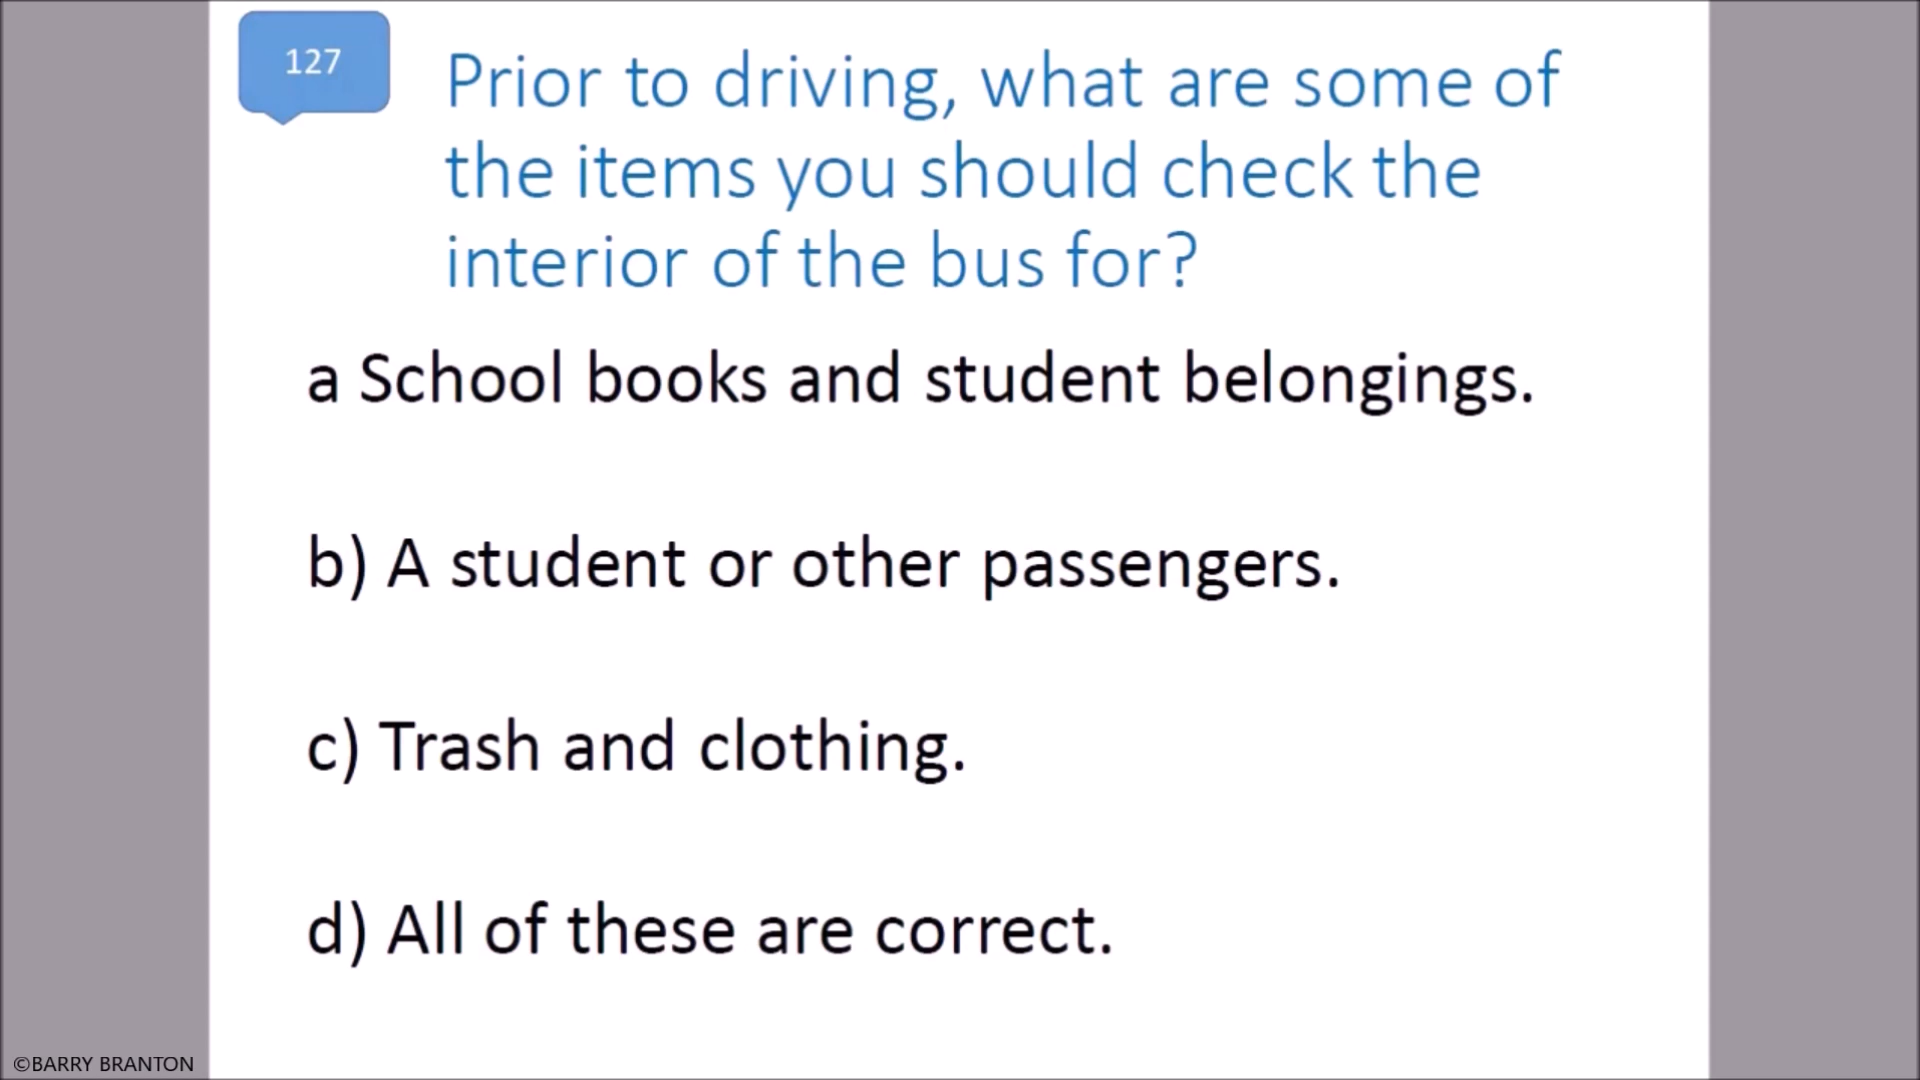 127
Prior to driving, what are some of
the items you should check the
interior of the bus for?
a School books and student belongings.
b) A student or other passengers.
c) Trash and clothing.
d) All of these are correct.
©BARRY BRANTON